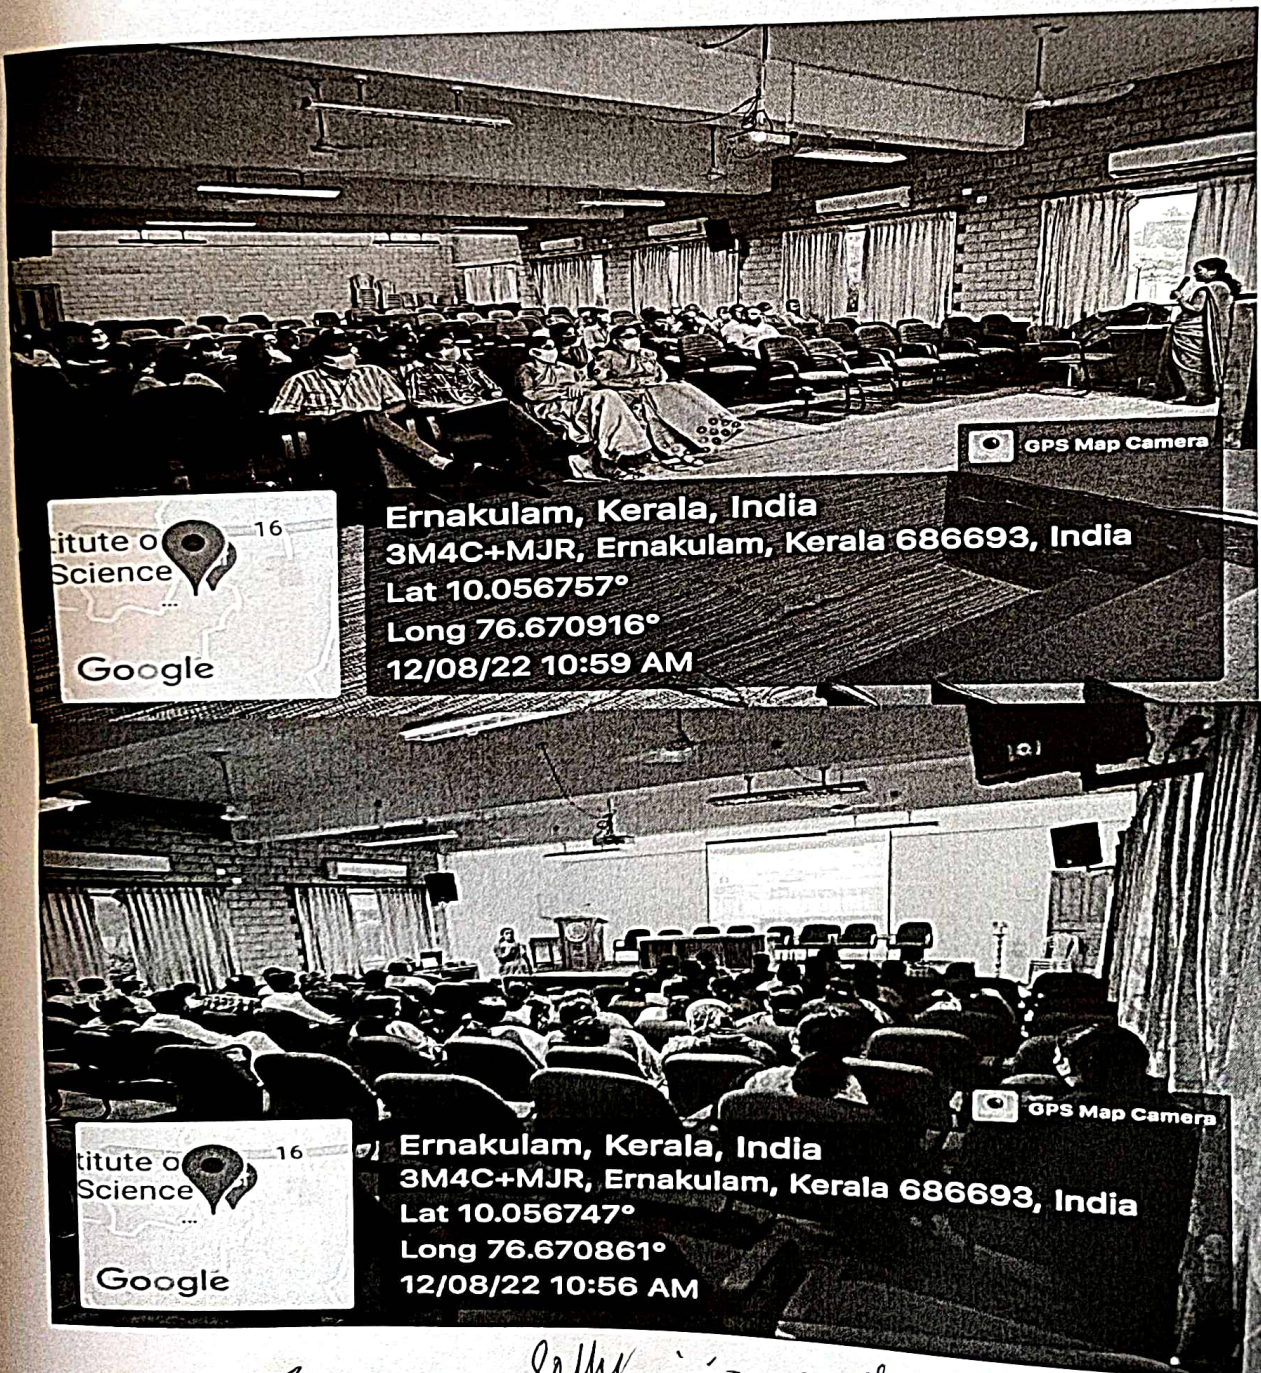 GPS Map Camera
16
titute o
Science
...
Google
Ernakulam, Kerala, India
3M4C+MJR, Ernakulam, Kerala 686693, India
Lat 10.056757°
Long 76.670916°
12/08/22 10:59 AM
GPS Map Camera
16
titute o
Science
...
Google
Ernakulam, Kerala, India
3M4C+MJR, Ernakulam, Kerala 686693, India
Lat 10.056747°
Long 76.670861°
12/08/22 10:56 AM